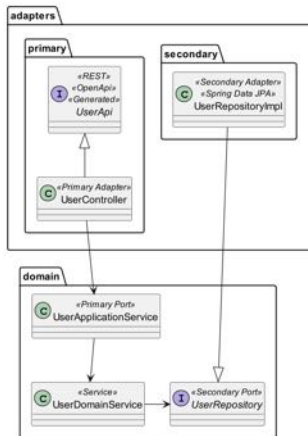 adapters
primary
«REST»
«OpenApi»
«Generated»
I
UserApi
«Primary Adapter»
C
UserController
secondary
«Secondary Adapter»
«Spring Data JPA»
C
UserRepositoryImpl
domain
«Primary Port»
C
UserApplicationService
«Service»
C
UserDomainService
«Secondary Port»
I
UserRepository